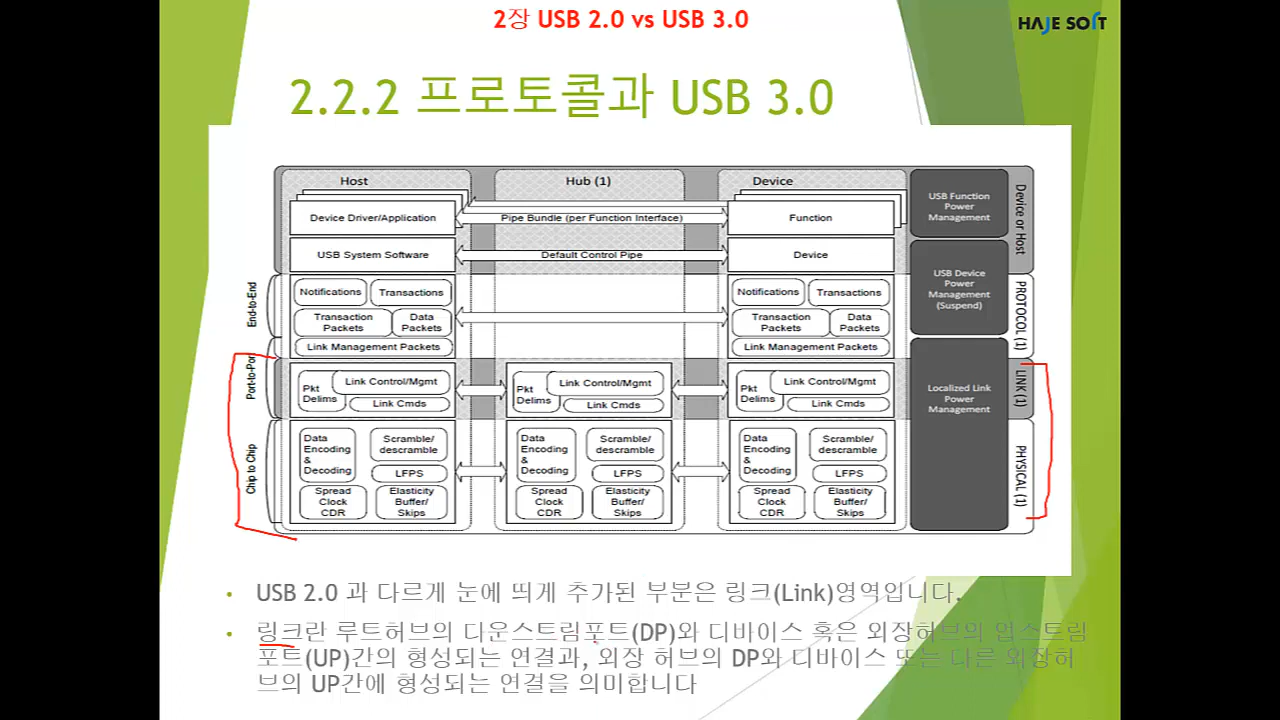 2장 USB 2.0 vs USB 3.0
HAJE SOFT
2.2.2 프로토콜과 USB 3.0
Host
Hub (1)
Device
Device Driver/Application
Pipe Bundle (per Function Interface)
Function
USB System Software
Default Control Pipe
Device
USB Function
Power
Management
Device or Host
End-to-End
Notifications
Transactions
Transaction
Packets
Data
Packets
Link Management Packets
Notifications
Transactions
Transaction
Packets
Data
Packets
Link Management Packets
USB Device
Power
Management
(Suspend)
PROTOCOL (1)
Port-to-Port
Pkt
Delims
Link Control/Mgmt
Link Cmds
Pkt
Delims
Link Control/Mgmt
Link Cmds
Pkt
Delims
Link Control/Mgmt
Link Cmds
Localized Link
Power
Management
LINK (1)
Chip to Chip
Data
Encoding
&
Decoding
Scramble/
descramble
LFPS
Spread
Clock
CDR
Elasticity
Buffer/
Skips
Data
Encoding
&
Decoding
Scramble/
descramble
LFPS
Spread
Clock
CDR
Elasticity
Buffer/
Skips
Data
Encoding
&
Decoding
Scramble/
descramble
LFPS
Spread
Clock
CDR
Elasticity
Buffer/
Skips
PHYSICAL (1)
• USB 2.0 과 다르게 눈에 띄게 추가된 부분은 링크(Link)영역입니다.
• 링크란 루트허브의 다운스트림포트(DP)와 디바이스 혹은 외장허브의 업스트림
포트(UP)간의 형성되는 연결과, 외장 허브의 DP와 디바이스 또는 다른 외장허
브의 UP간에 형성되는 연결을 의미합니다